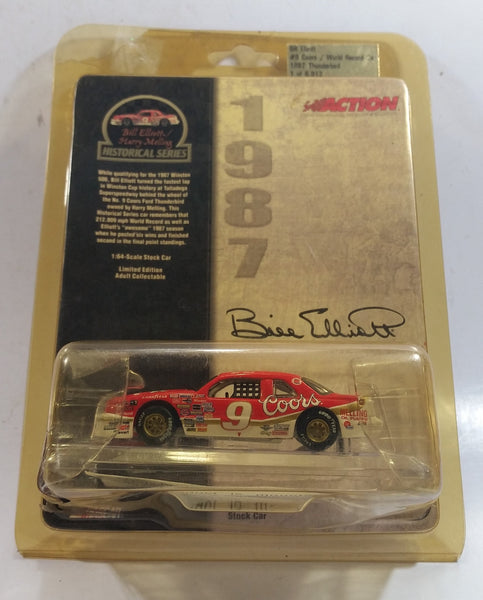 Bill Elliott
#9 Coors / World Record
1987 Thunderbird
ACTION
Bill Elliott /
Harry Melling
HISTORICAL SERIES
While qualifying for the 1987 Winston
500, Bill Elliott turned the fastest lap
in Winston Cup history at Talladega
Superspeedway behind the wheel of
the No. 9 Coors Ford Thunderbird
owned by Harry Melling. This
Historical Series car remembers that
212.809 mph World Record as well as
Elliott's "awesome" 1987 season
when he posted six wins and finished
second in the final point standings.
1:64-Scale Stock Car
Limited Edition
Adult Collectable
1987
Bill Elliott
9
Coors
MELLING
Stock Car